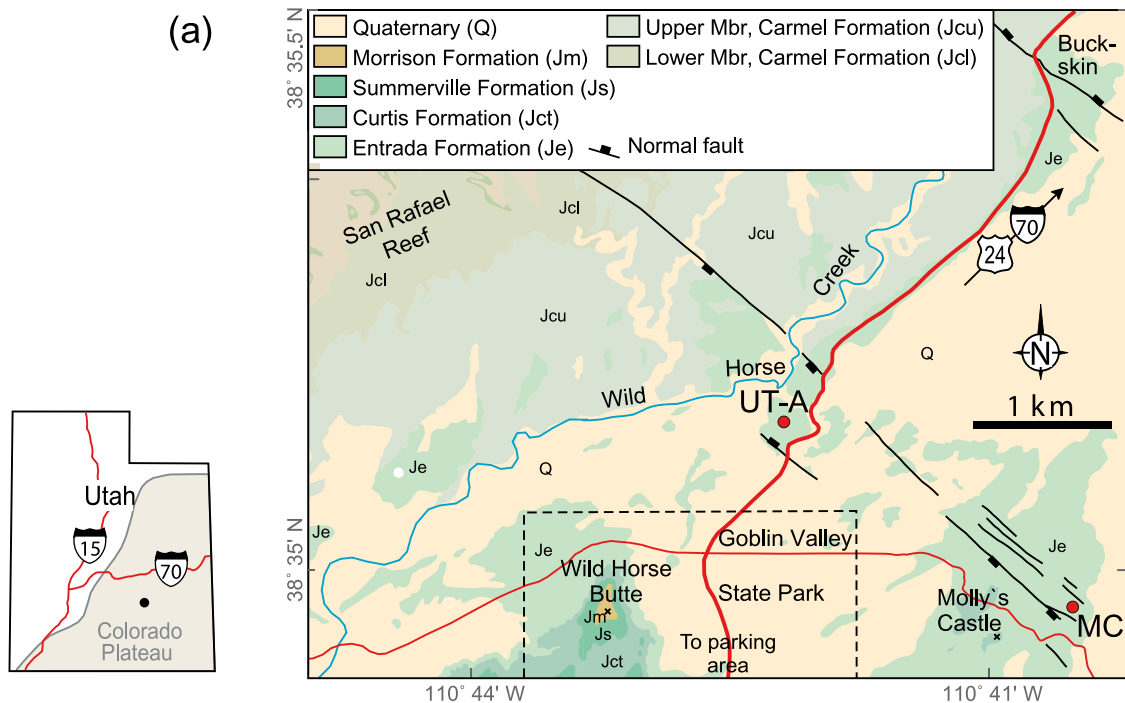 (a)
Quaternary (Q)
Morrison Formation (Jm)
Summerville Formation (Js)
Curtis Formation (Jct)
Entrada Formation (Je)
Upper Mbr, Carmel Formation (Jcu)
Lower Mbr, Carmel Formation (Jcl)
Normal fault
38° 35.5' N
Buck-
skin
Je
70
24
San Rafael
Reef
Jcl
Jcu
Jcl
Jcu
Creek
Horse
Wild
Q
N
1 km
UT-A
Je
Q
Utah
15
70
Colorado
Plateau
38° 35' N
Je
Je
Goblin Valley
State Park
Wild Horse
Butte
Jm
Js
Jct
To parking
area
Je
Molly`s
Castle
MC
110° 44' W
110° 41' W